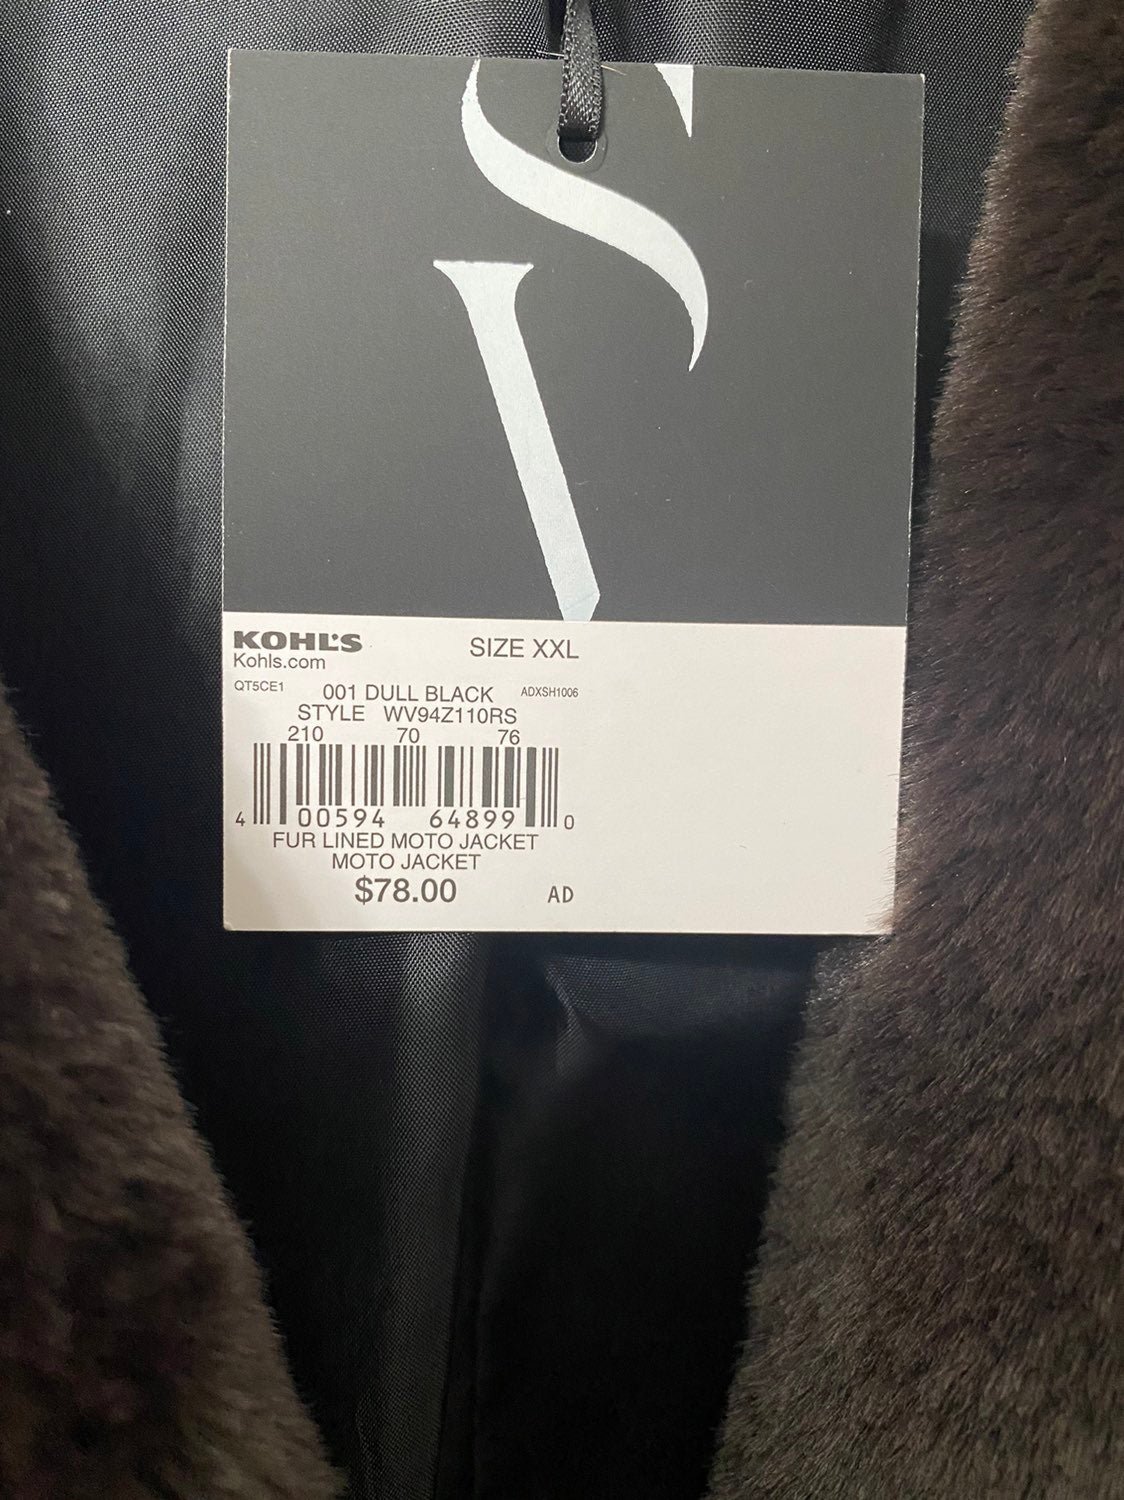 S
V
KOHL'S
SIZE XXL
Kohls.com
QT5CE1 001 DULL BLACK ADXSH1006
STYLE WV94Z110RS
210 70 76
4 00594 64899 0
FUR LINED MOTO JACKET
MOTO JACKET
$78.00 AD